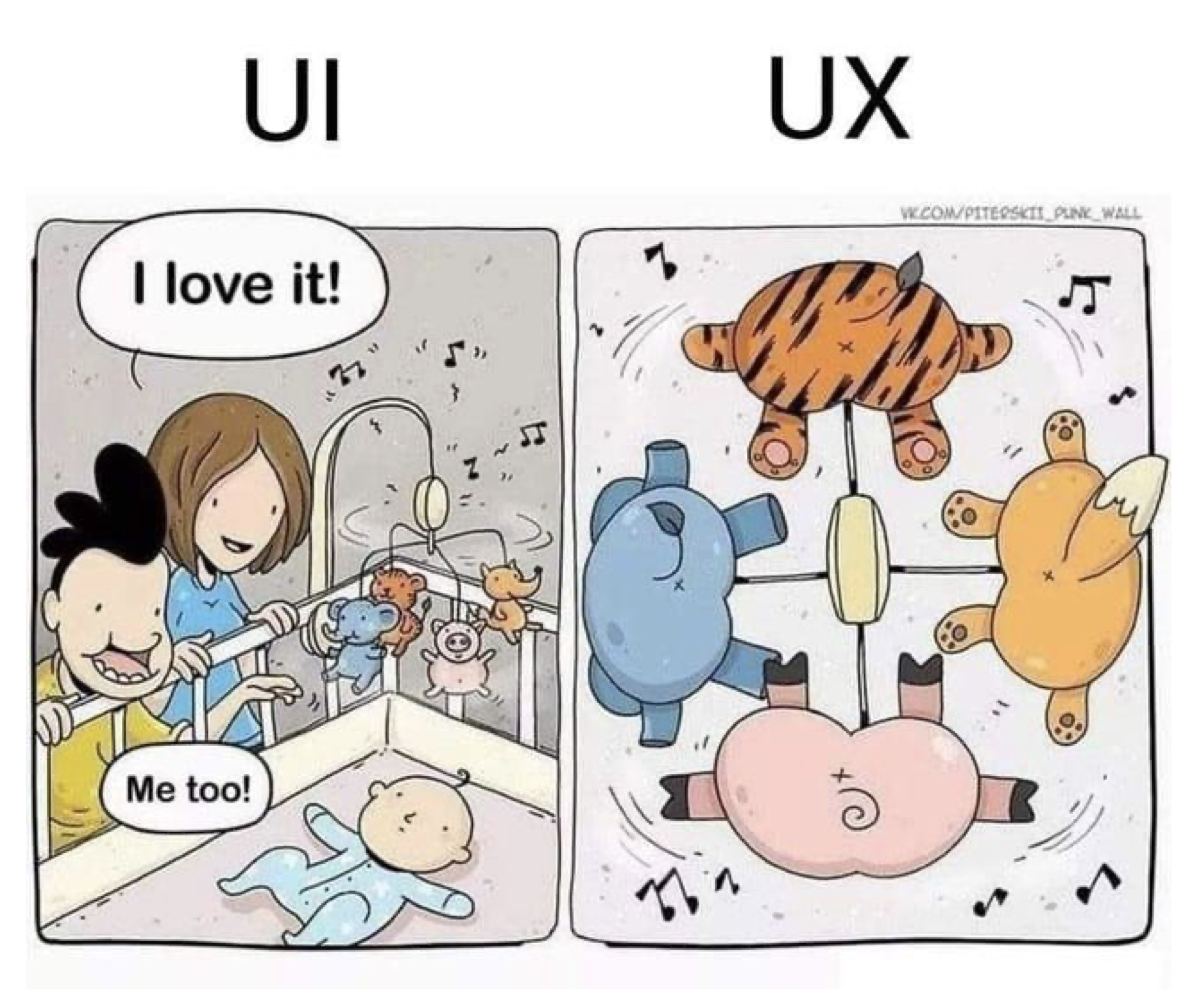 UI
UX
VK.COM/PITERSKII_PUNK_WALL
I love it!
Me too!